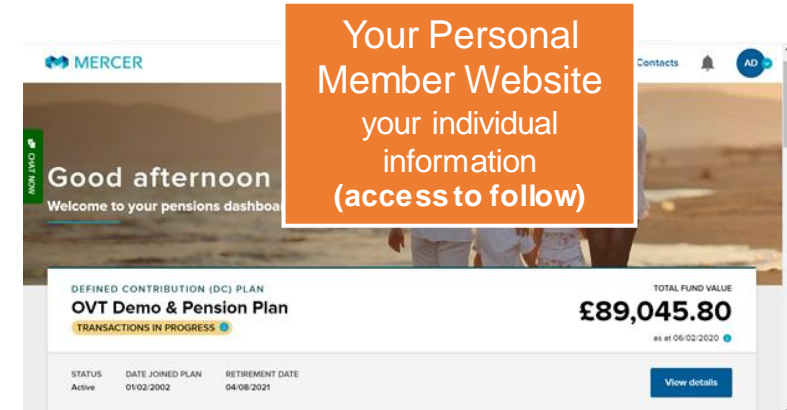 MERCER
Your Personal
Member Website
your individual
information
(access to follow)
Contacts
AD
CHAT NOW
Good afternoon
Welcome to your pensions
DEFINED CONTRIBUTION (DC) PLAN
OVT Demo & Pension Plan
TRANSACTIONS IN PROGRESS
TOTAL FUND VALUE
£89,045.80
as at 06/02/2020
STATUS DATE JOINED PLAN RETIREMENT DATE
Active 01/02/2002 04/08/2021
View details